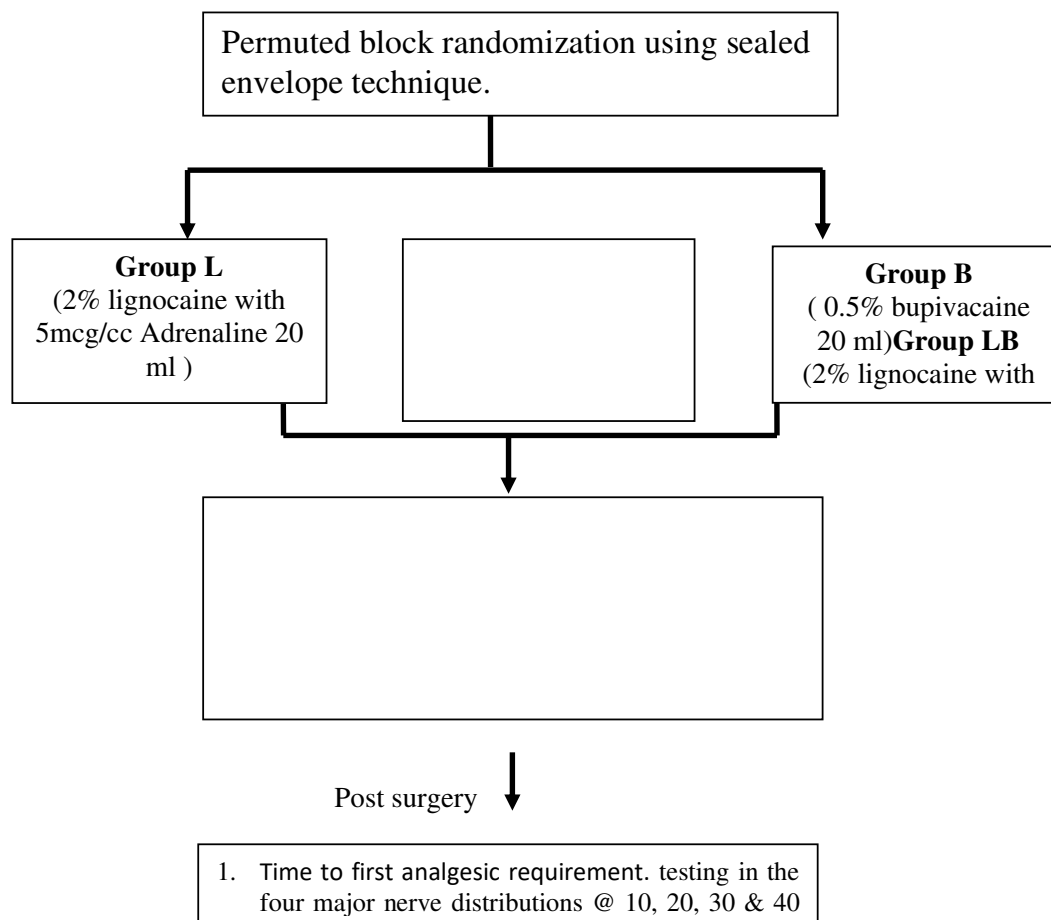 Permuted block randomization using sealed
envelope technique.
Group L
(2% lignocaine with
5mcg/cc Adrenaline 20
ml )
Group B
( 0.5% bupivacaine
20 ml)Group LB
(2% lignocaine with
Post surgery
1. Time to first analgesic requirement. testing in the
four major nerve distributions @ 10, 20, 30 & 40